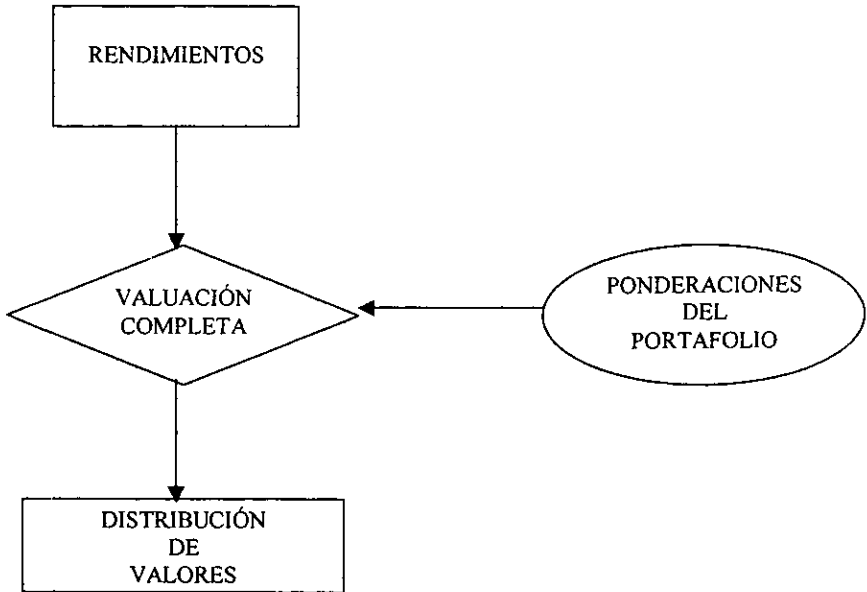 RENDIMIENTOS
VALUACIÓN
COMPLETA
PONDERACIONES
DEL
PORTAFOLIO
DISTRIBUCIÓN
DE
VALORES